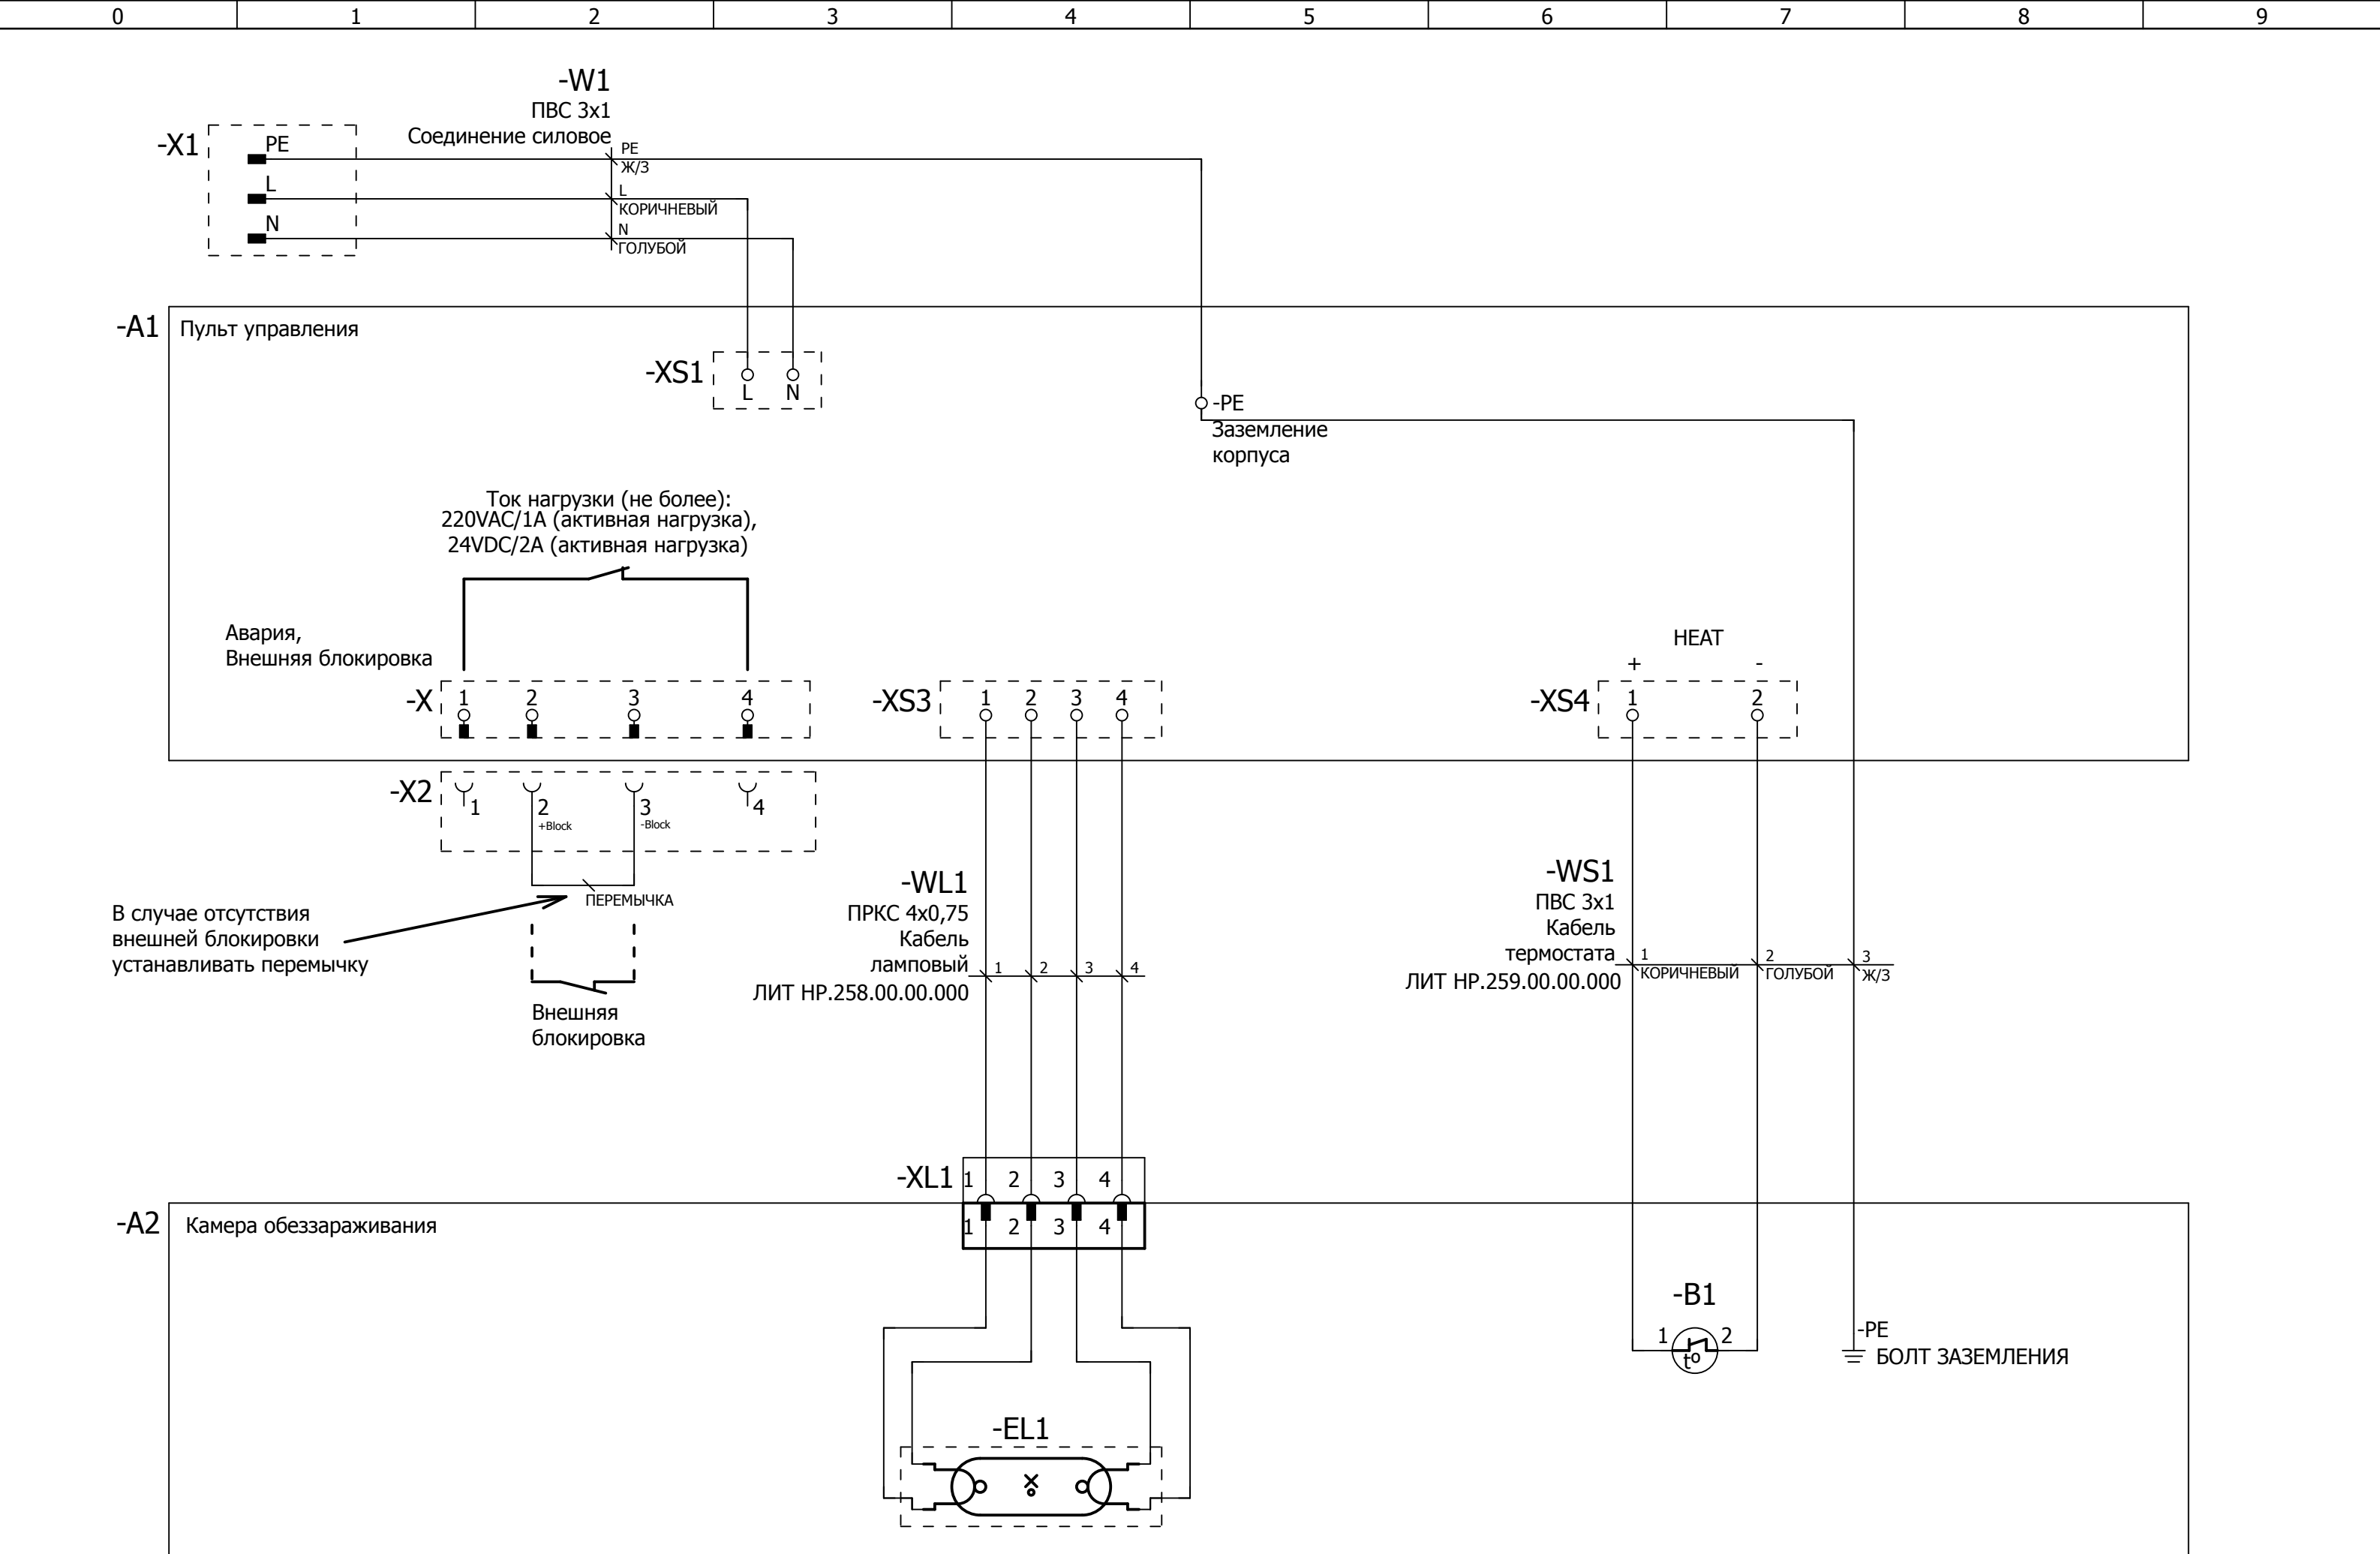 0 1 2 3 4 5 6 7 8 9
-W1
ПВС 3х1
Соединение силовое
-X1
PE
L
N
PE
Ж/З
L
КОРИЧНЕВЫЙ
N
ГОЛУБОЙ
-A1
Пульт управления
-XS1
L N
-PE
Заземление
корпуса
Ток нагрузки (не более):
220VAC/1A (активная нагрузка),
24VDC/2A (активная нагрузка)
Авария,
Внешняя блокировка
-X
1 2 3 4
-XS3
1 2 3 4
HEAT
+ -
-XS4
1 2
-X2
1 2 3 4
+Block -Block
ПЕРЕМЫЧКА
В случае отсутствия
внешней блокировки
устанавливать перемычку
Внешняя
блокировка
-WL1
ПРКС 4х0,75
Кабель
ламповый
ЛИТ НР.258.00.00.000
1 2 3 4
-WS1
ПВС 3х1
Кабель
термостата
ЛИТ НР.259.00.00.000
1
КОРИЧНЕВЫЙ
2
ГОЛУБОЙ
3
Ж/З
-XL1
1 2 3 4
1 2 3 4
-A2
Камера обеззараживания
-B1
1 2
to
-PE
БОЛТ ЗАЗЕМЛЕНИЯ
-EL1